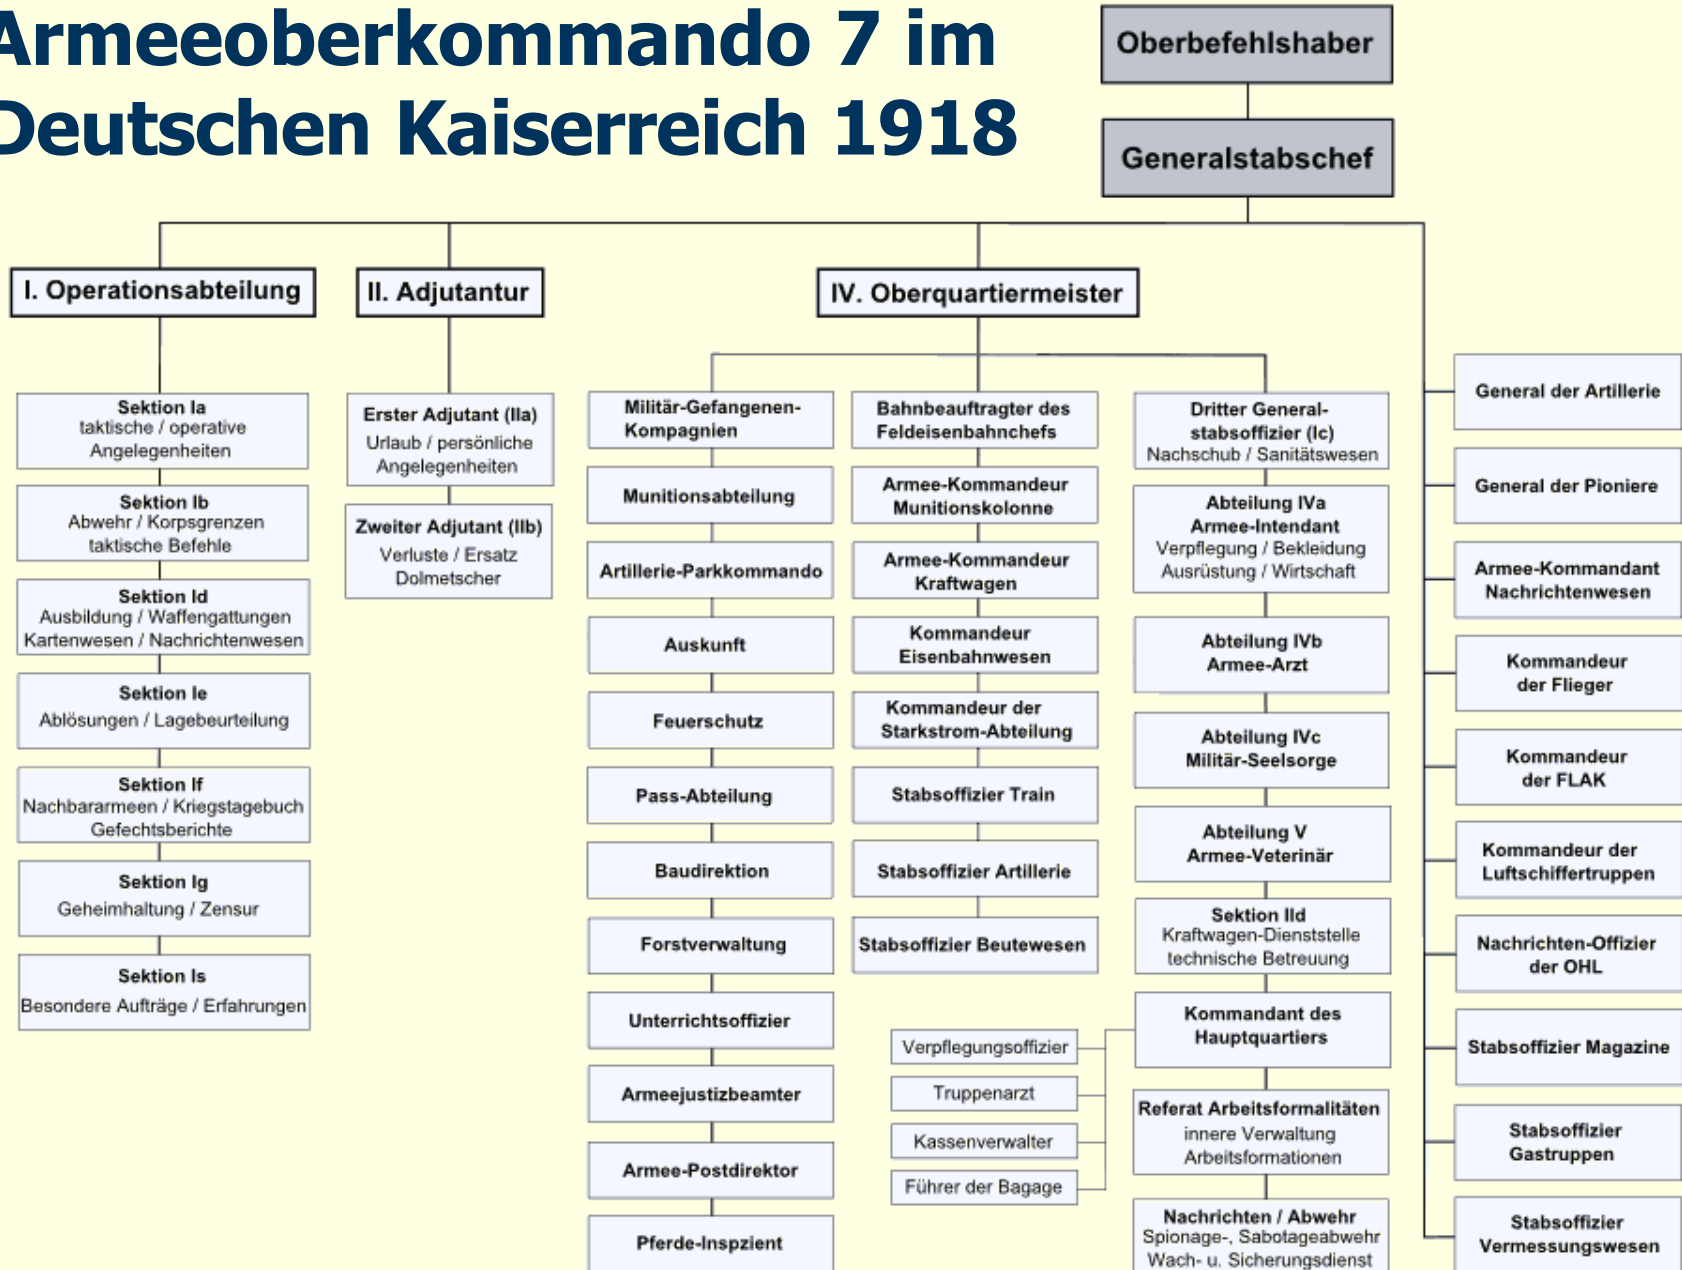 Armeeoberkommando 7 im
Deutschen Kaiserreich 1918
Oberbefehlshaber
Generalstabschef
I. Operationsabteilung
Sektion Ia
taktische / operative
Angelegenheiten
Sektion Ib
Abwehr / Korpsgrenzen
taktische Befehle
Sektion Id
Ausbildung / Waffengattungen
Kartenwesen / Nachrichtenwesen
Sektion Ie
Ablösungen / Lagebeurteilung
Sektion If
Nachbararmeen / Kriegstagebuch
Gefechtsberichte
Sektion Ig
Geheimhaltung / Zensur
Sektion Is
Besondere Aufträge / Erfahrungen
II. Adjutantur
Erster Adjutant (IIa)
Urlaub / persönliche
Angelegenheiten
Zweiter Adjutant (IIb)
Verluste / Ersatz
Dolmetscher
IV. Oberquartiermeister
Militär-Gefangenen-
Kompagnien
Munitionsabteilung
Artillerie-Parkkommando
Auskunft
Feuerschutz
Pass-Abteilung
Baudirektion
Forstverwaltung
Unterrichtsoffizier
Armeejustizbeamter
Armee-Postdirektor
Pferde-Inspzient
Bahnbeauftragter des
Feldeisenbahnchefs
Armee-Kommandeur
Munitionskolonne
Armee-Kommandeur
Kraftwagen
Kommandeur
Eisenbahnwesen
Kommandeur der
Starkstrom-Abteilung
Stabsoffizier Train
Stabsoffizier Artillerie
Stabsoffizier Beutewesen
Dritter General-
stabsoffizier (Ic)
Nachschub / Sanitätswesen
Abteilung IVa
Armee-Intendant
Verpflegung / Bekleidung
Ausrüstung / Wirtschaft
Abteilung IVb
Armee-Arzt
Abteilung IVc
Militär-Seelsorge
Abteilung V
Armee-Veterinär
Sektion IId
Kraftwagen-Dienststelle
technische Betreuung
Kommandant des
Hauptquartiers
Verpflegungsoffizier
Truppenarzt
Kassenverwalter
Führer der Bagage
Referat Arbeitsformalitäten
innere Verwaltung
Arbeitsformationen
Nachrichten / Abwehr
Spionage-, Sabotageabwehr
Wach- u. Sicherungsdienst
General der Artillerie
General der Pioniere
Armee-Kommandant
Nachrichtenwesen
Kommandeur
der Flieger
Kommandeur
der FLAK
Kommandeur der
Luftschiffertruppen
Nachrichten-Offizier
der OHL
Stabsoffizier Magazine
Stabsoffizier
Gastruppen
Stabsoffizier
Vermessungswesen